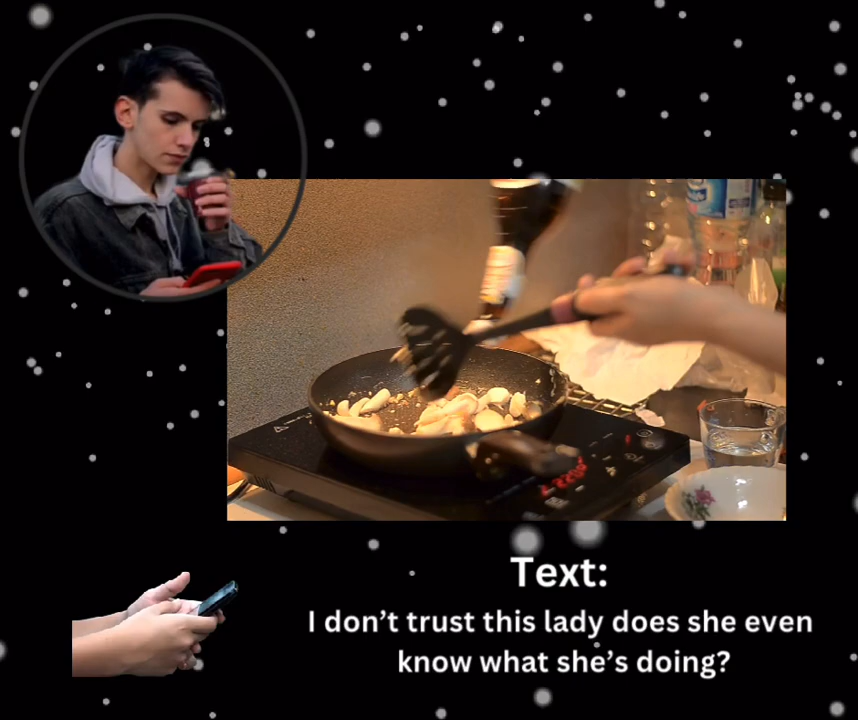 Text:
I don’t trust this lady does she even
know what she’s doing?